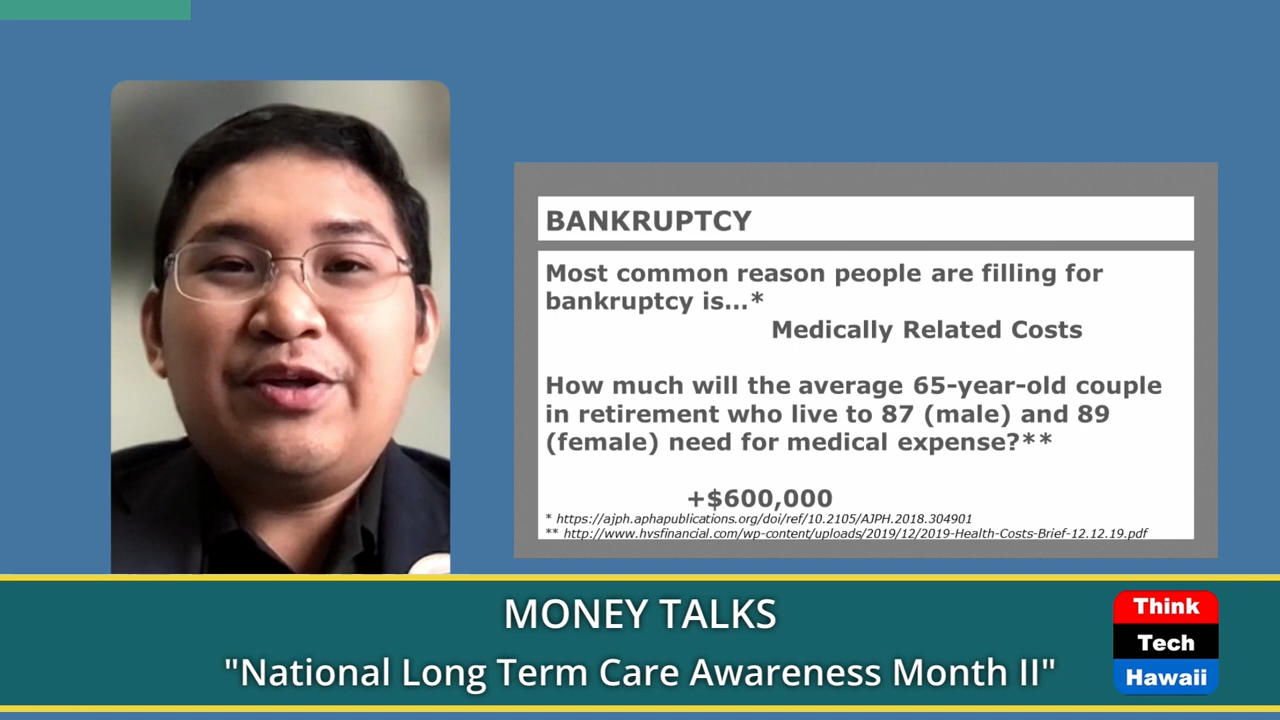 BANKRUPTCY
Most common reason people are filling for
bankruptcy is...*
Medically Related Costs
How much will the average 65-year-old couple
in retirement who live to 87 (male) and 89
(female) need for medical expense?**
+$600,000
* https://ajph.aphapublications.org/doi/ref/10.2105/AJPH.2018.304901
** http://www.hvsfinancial.com/wp-content/uploads/2019/12/2019-Health-Costs-Brief-12.12.19.pdf
MONEY TALKS
"National Long Term Care Awareness Month II"
Think
Tech
Hawaii